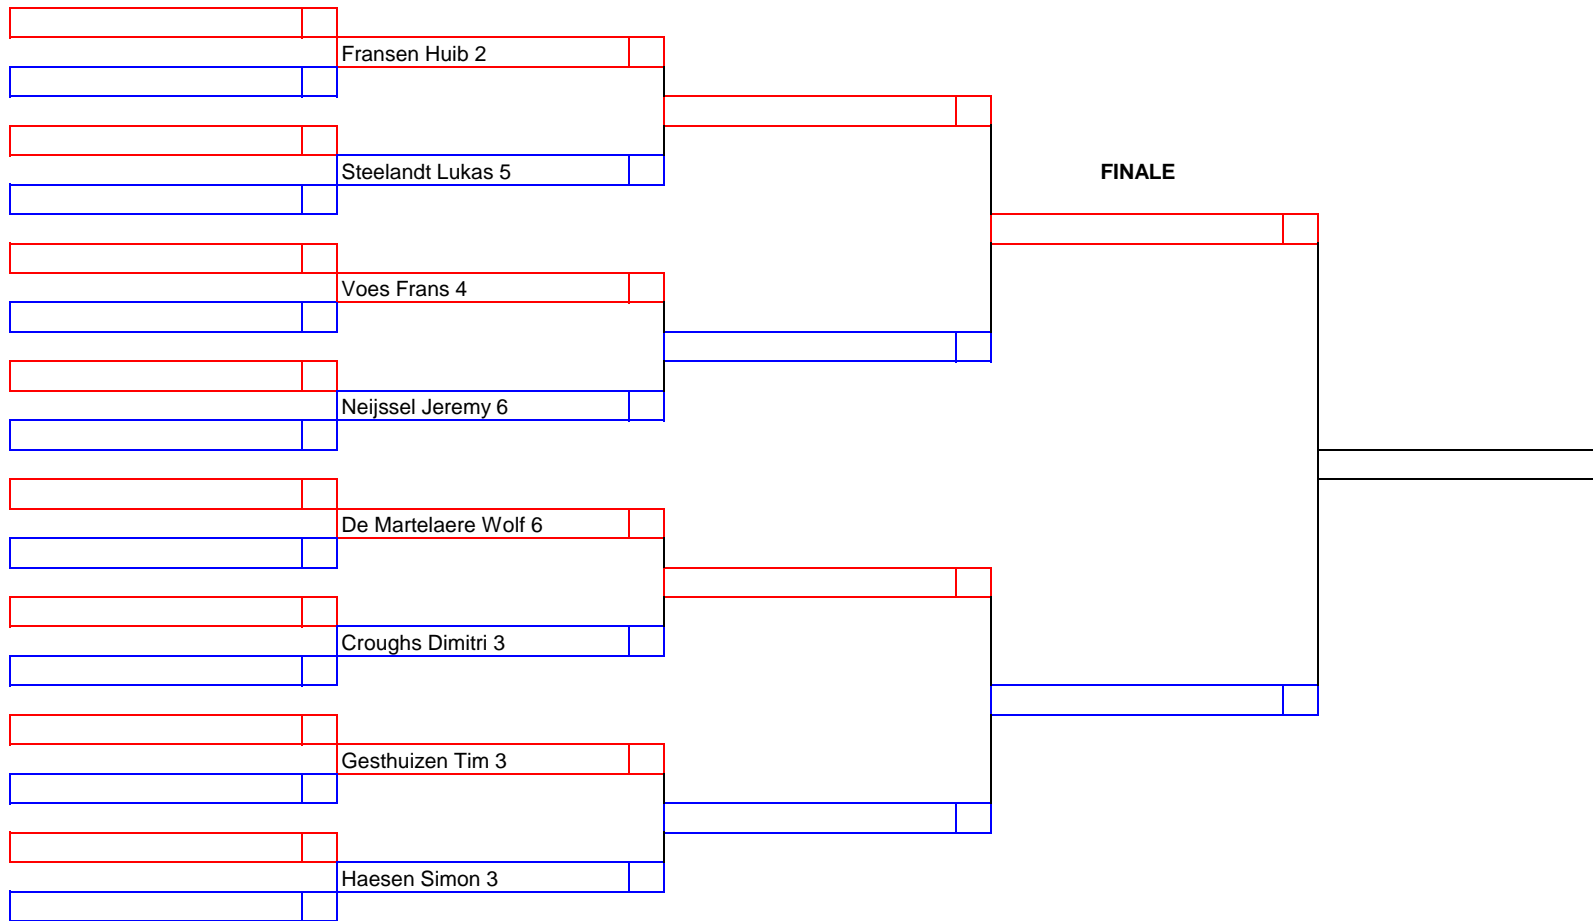 Fransen Huib 2
Steelandt Lukas 5
FINALE
Voes Frans 4
Neijssel Jeremy 6
De Martelaere Wolf 6
Croughs Dimitri 3
Gesthuizen Tim 3
Haesen Simon 3